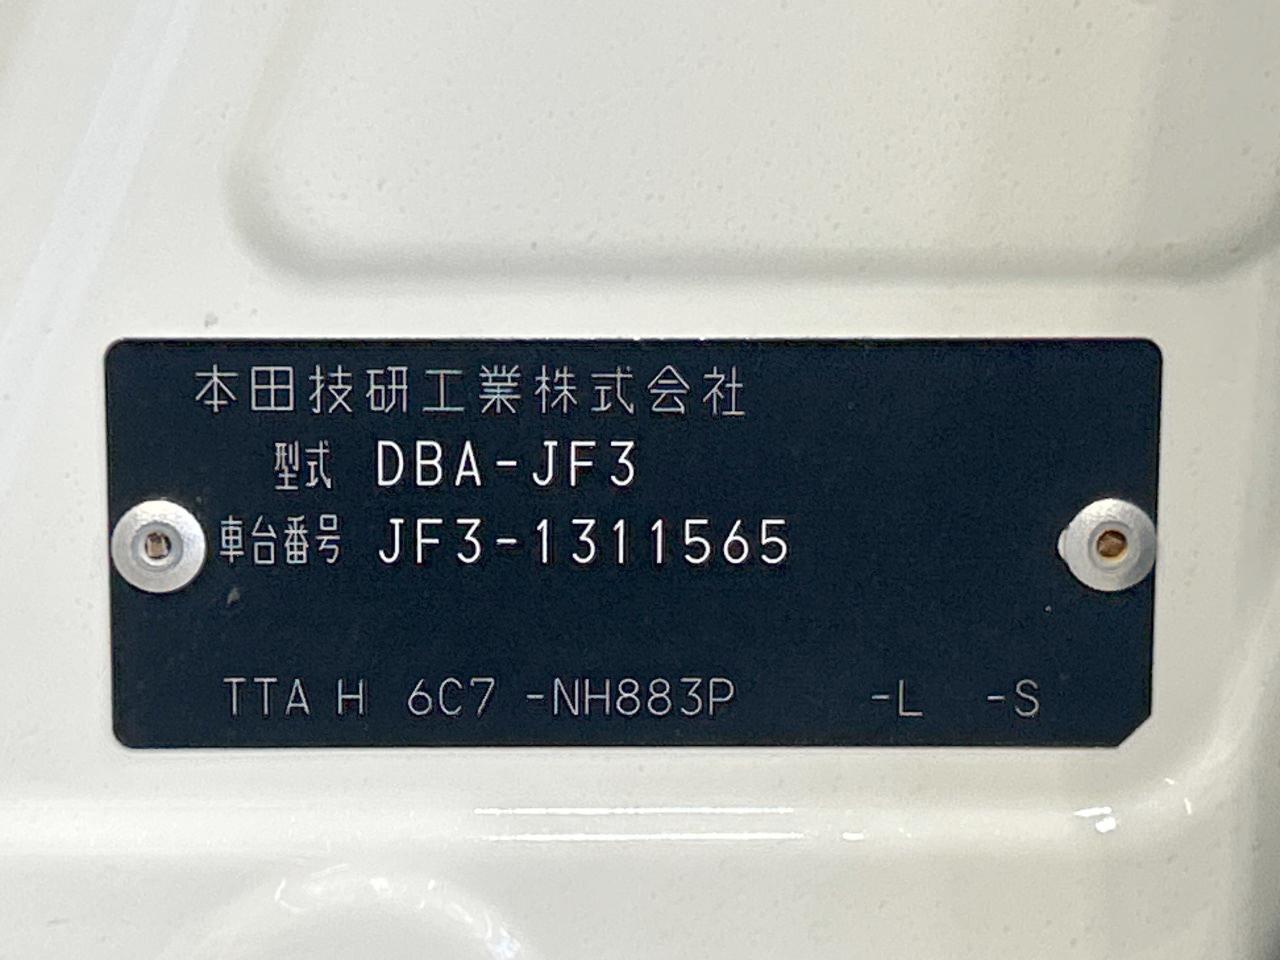 本田技研工業株式会社
型式 DBA-JF3
車台番号 JF3-1311565
TTA H 6C7 -NH883P -L -S